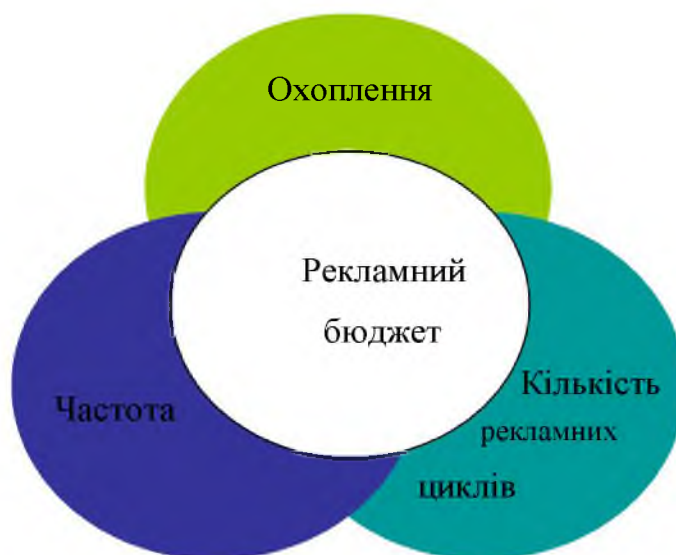 Охоплення
Рекламний
бюджет
Частота
Кількість
рекламних
циклів